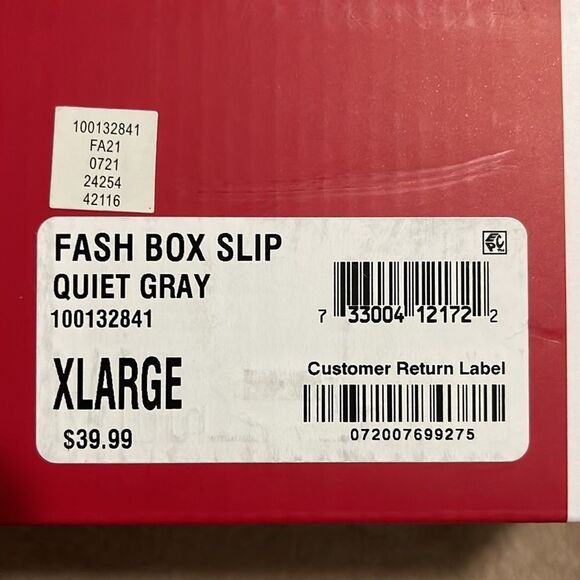 100132841
FA21
0721
24254
42116
FASH BOX SLIP
QUIET GRAY
100132841
XLARGE
$39.99
7 33004 12172 2
Customer Return Label
072007699275